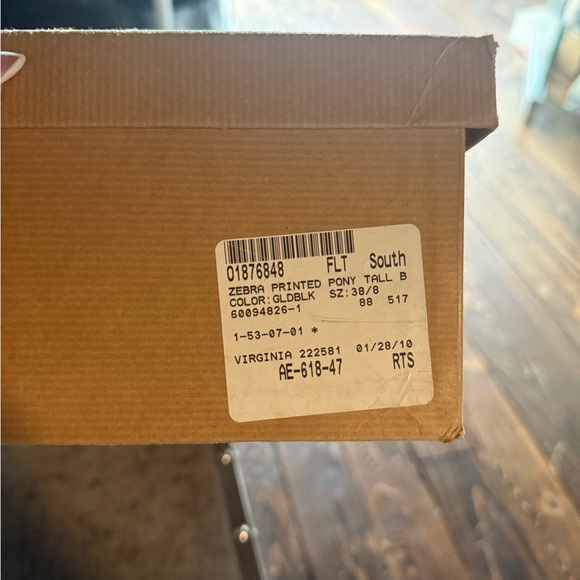 01876848 FLT South
ZEBRA PRINTED PONY TALL B
COLOR:GLDBLK SZ:38/8
60094826-1 88 517
1-53-07-01 *
VIRGINIA 222581 01/28/10
AE-618-47 RTS